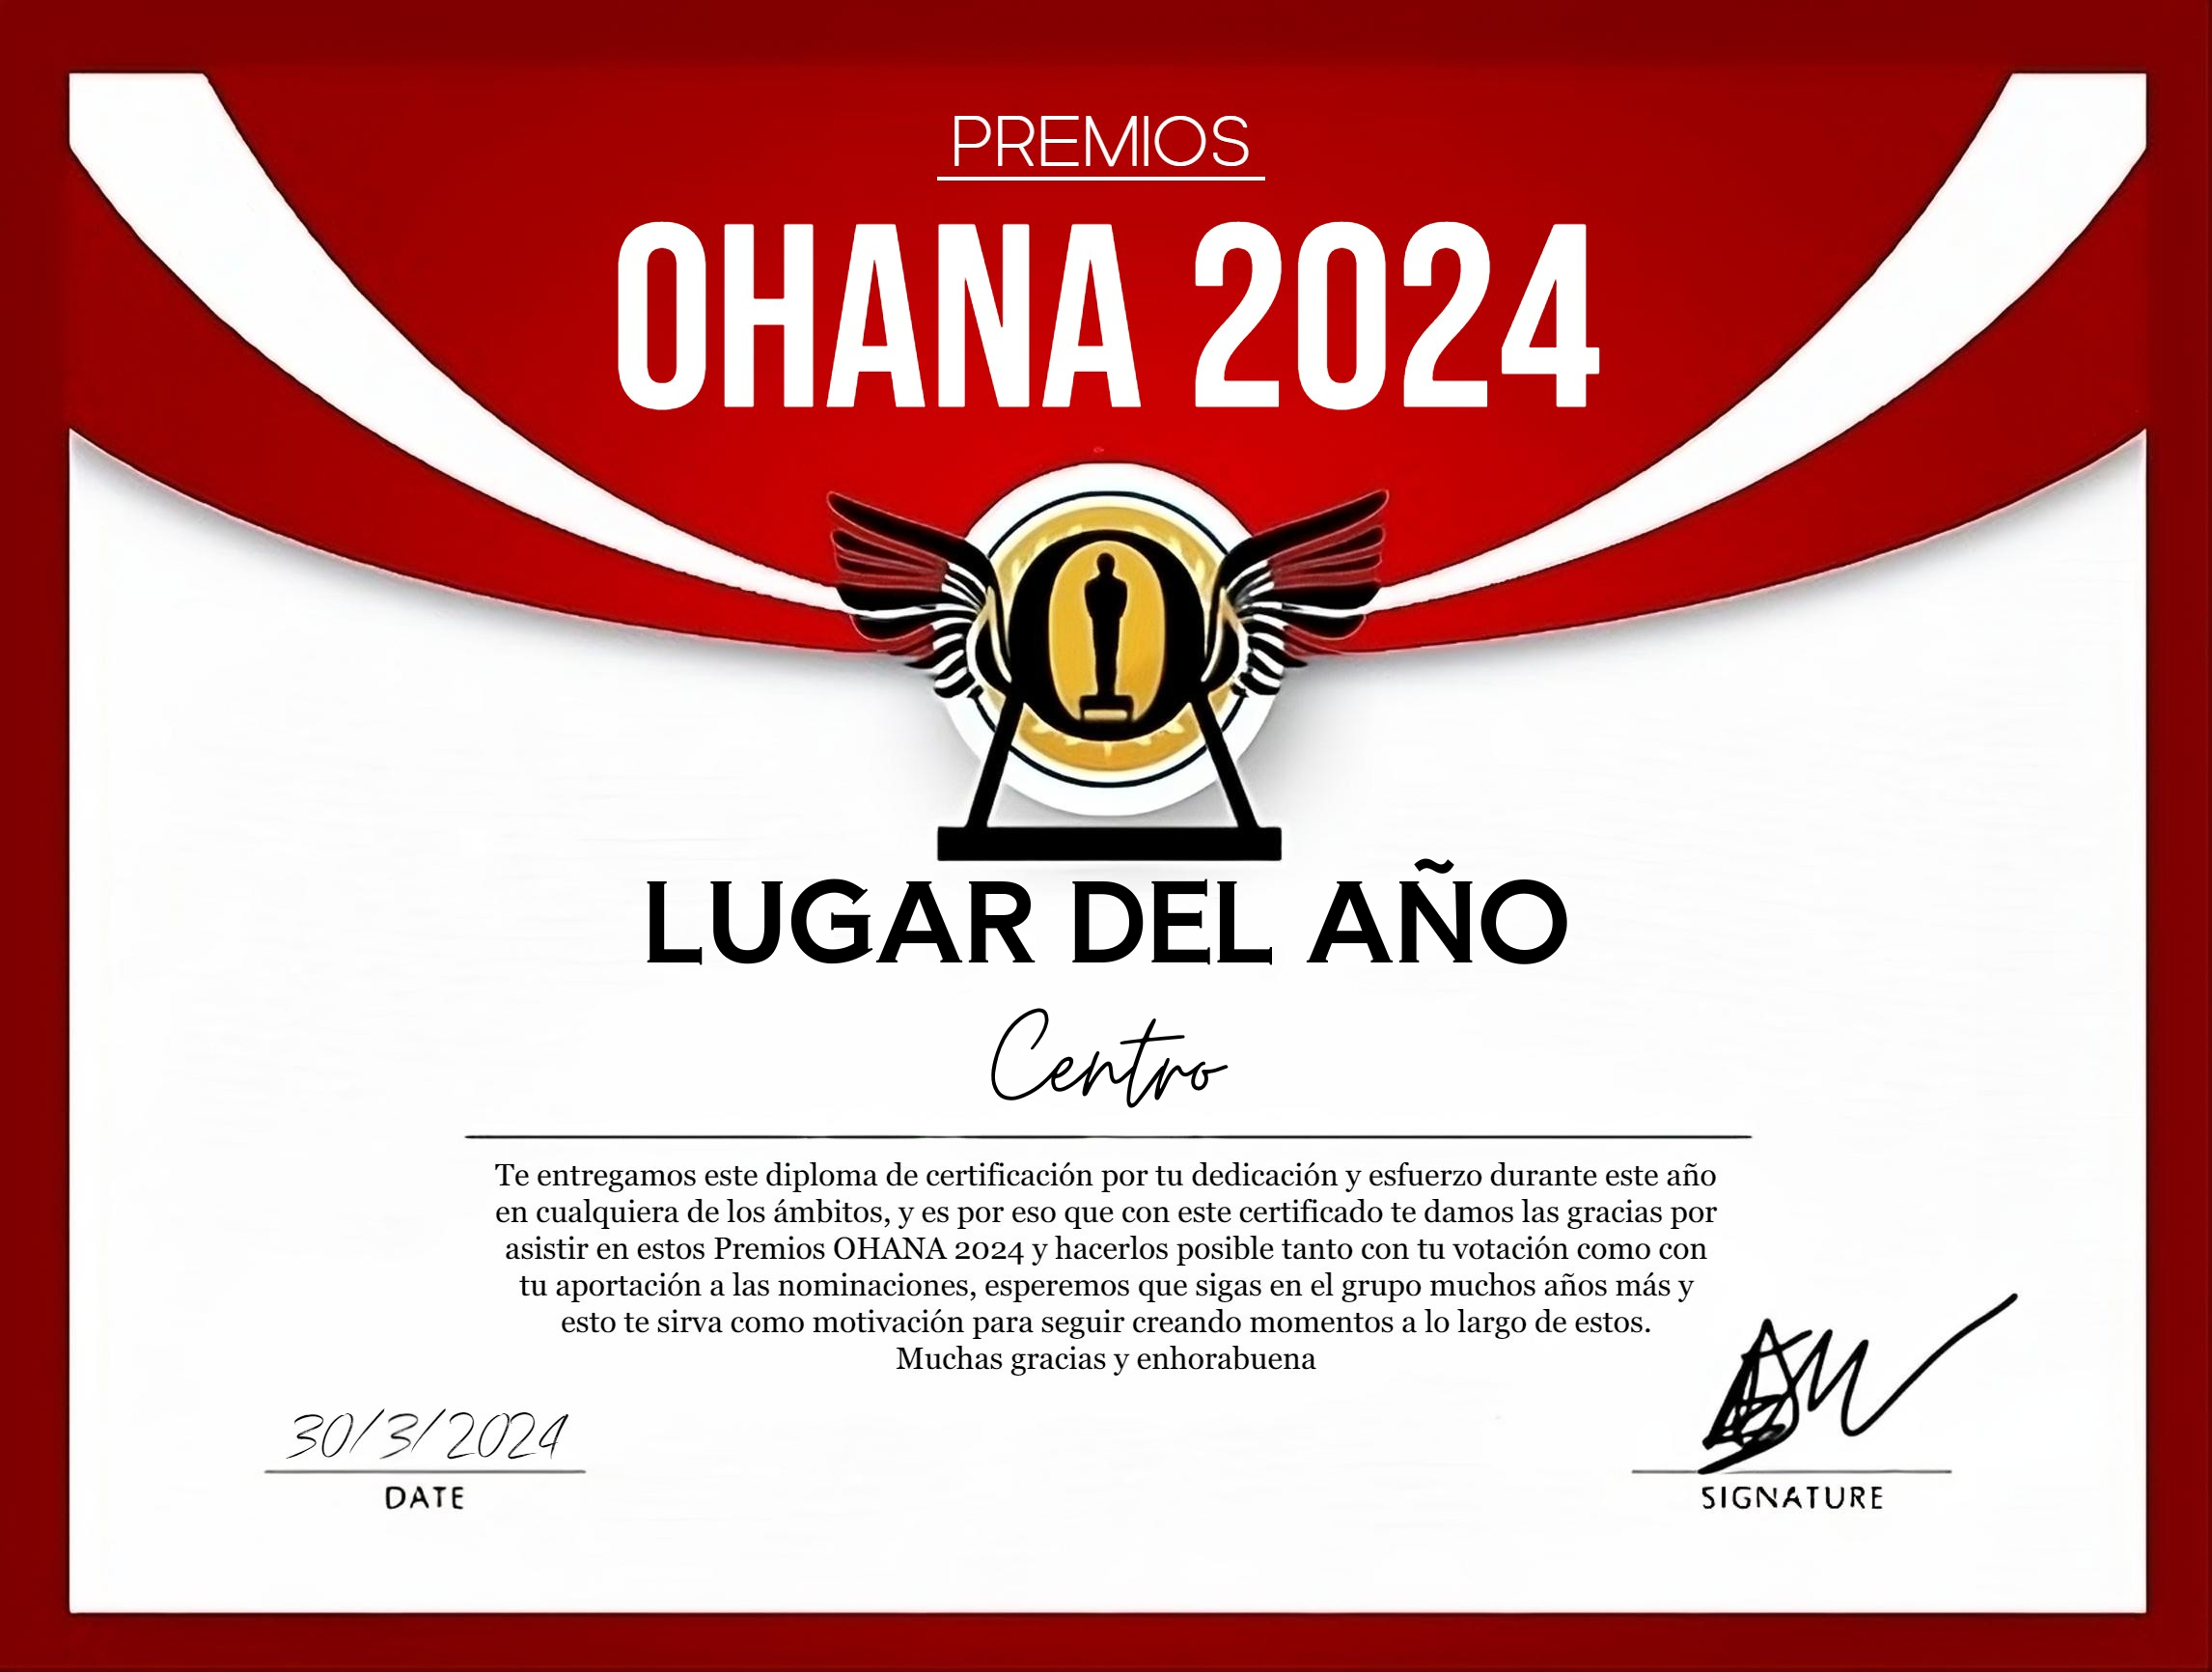 PREMIOS
OHANA 2024
LUGAR DEL AÑO
Centro
Te entregamos este diploma de certificación por tu dedicación y esfuerzo durante este año
en cualquiera de los ámbitos, y es por eso que con este certificado te damos las gracias por
asistir en estos Premios OHANA 2024 y hacerlos posible tanto con tu votación como con
tu aportación a las nominaciones, esperemos que sigas en el grupo muchos años más y
esto te sirva como motivación para seguir creando momentos a lo largo de estos.
Muchas gracias y enhorabuena
30/3/2024
DATE
SIGNATURE